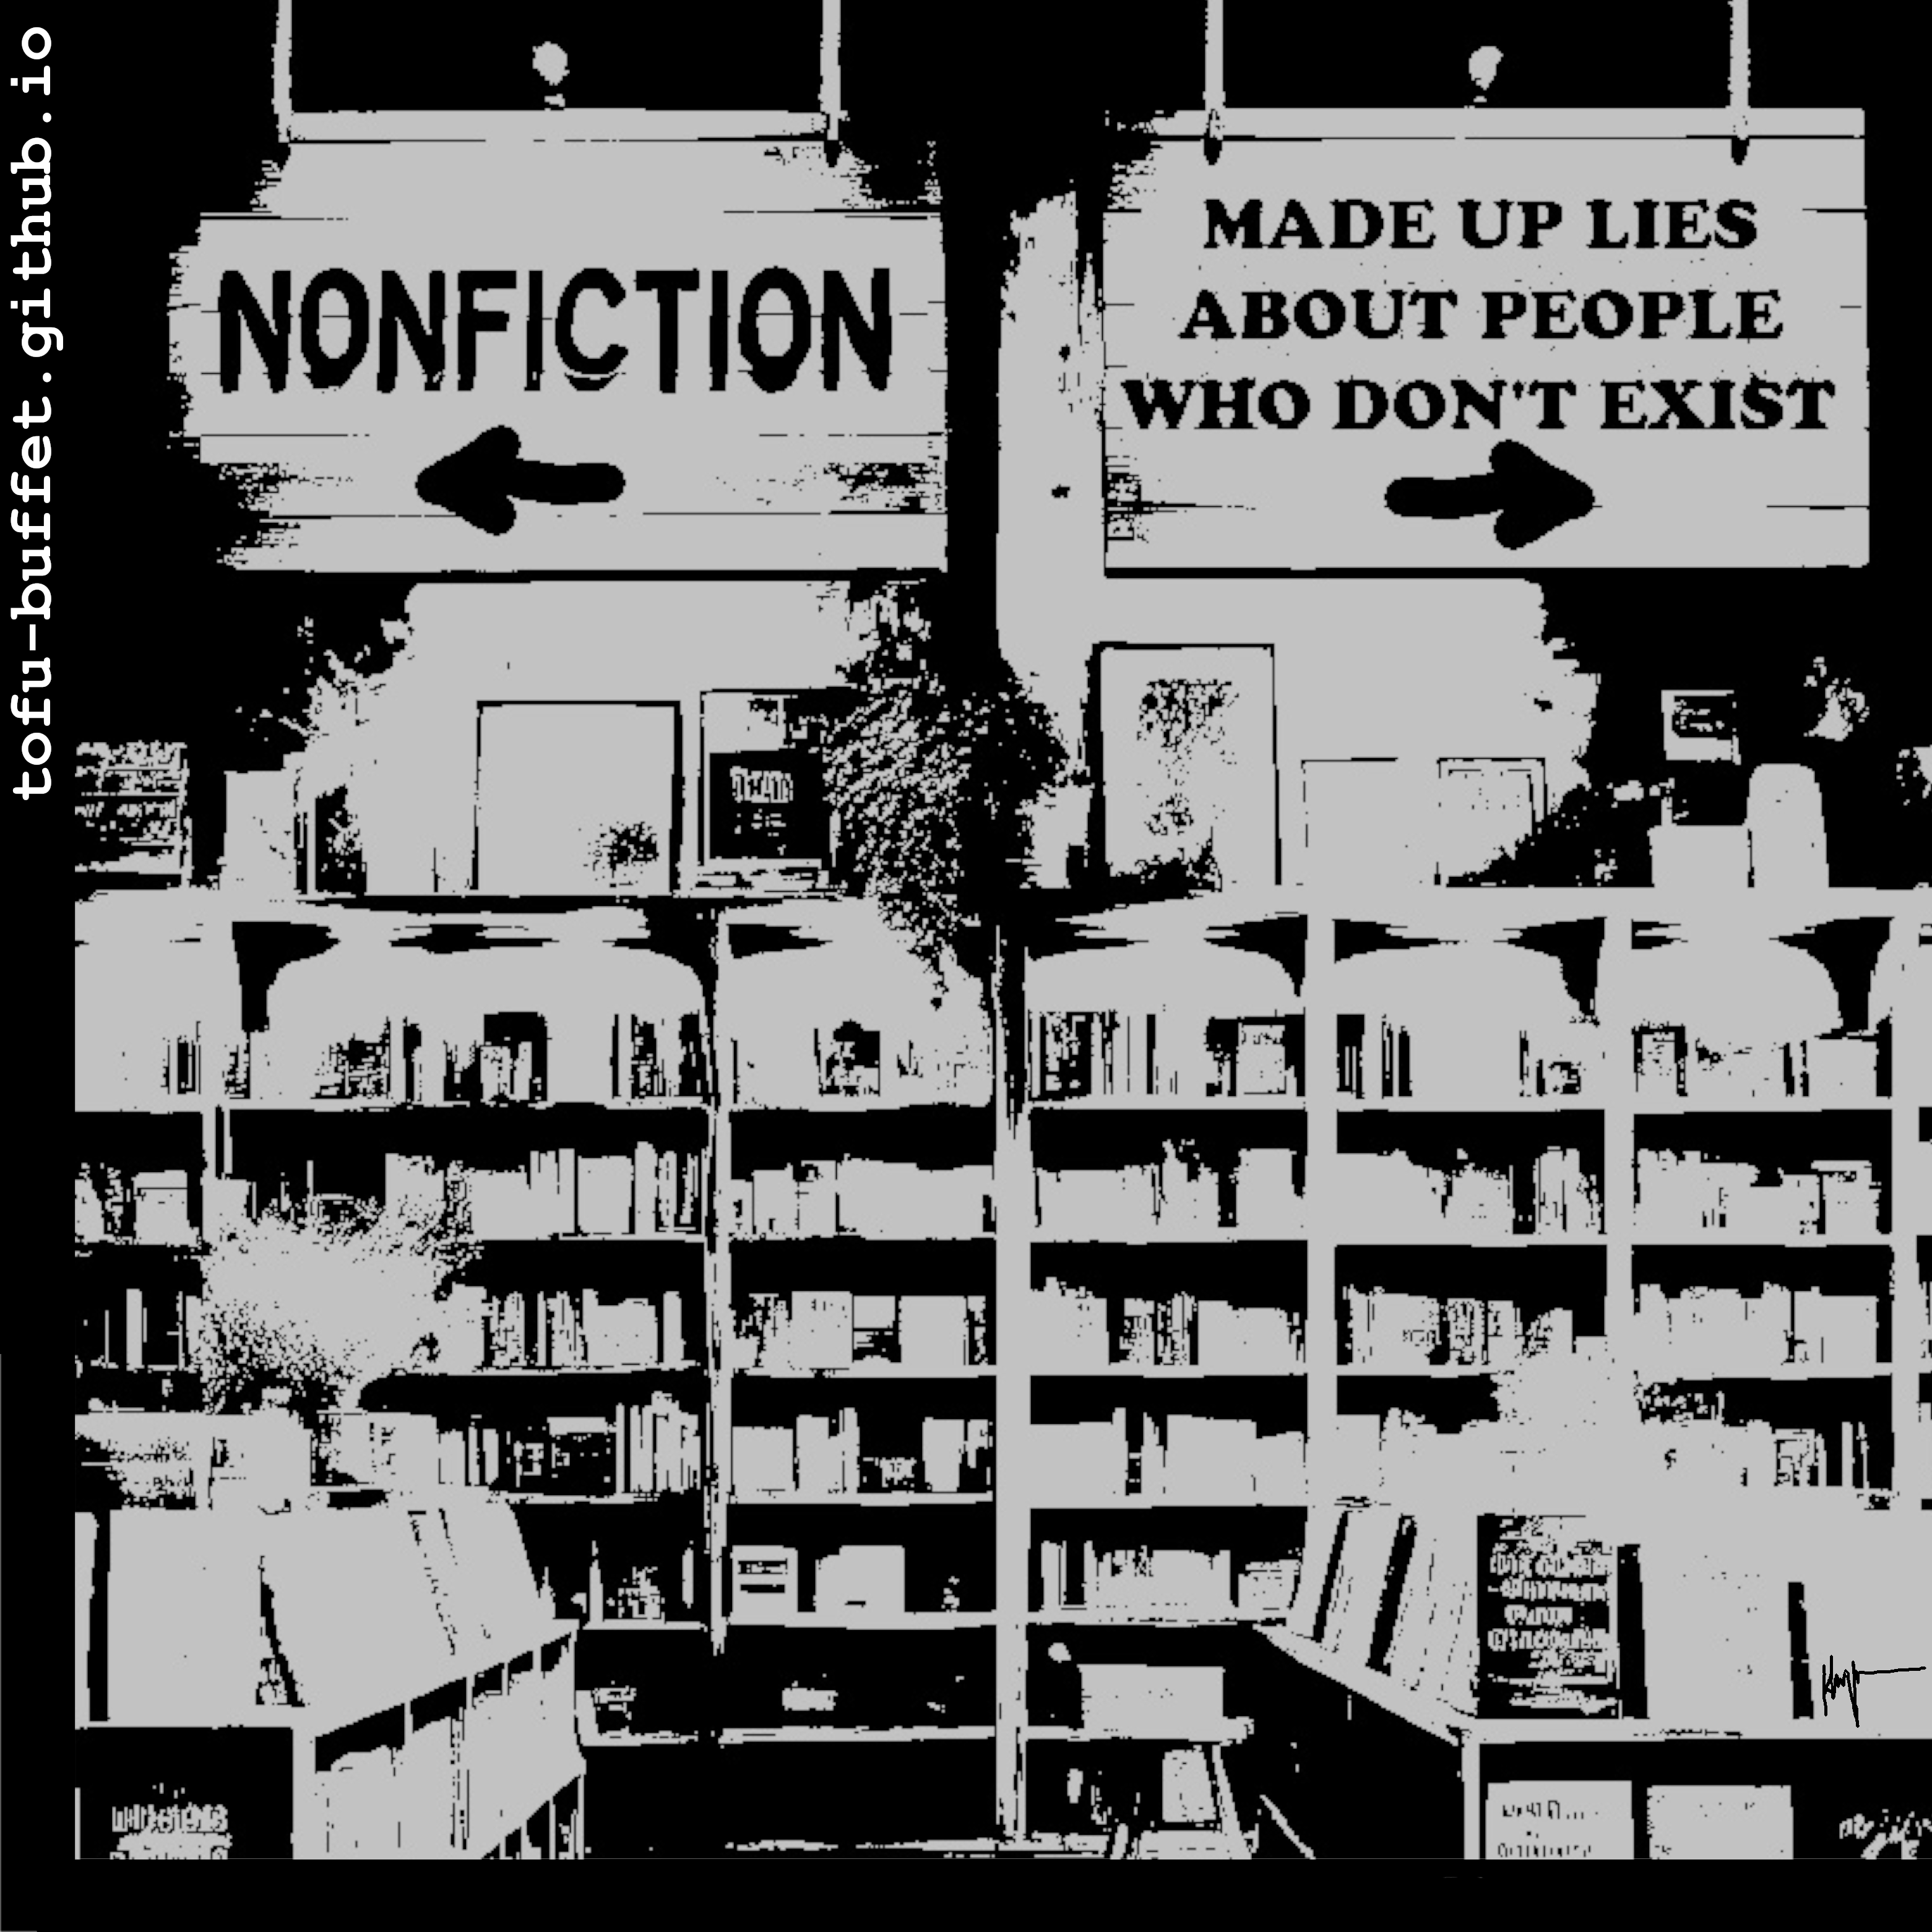 tofu-buffet.github.io
NONFICTION
MADE UP LIES
ABOUT PEOPLE
WHO DON'T EXIST